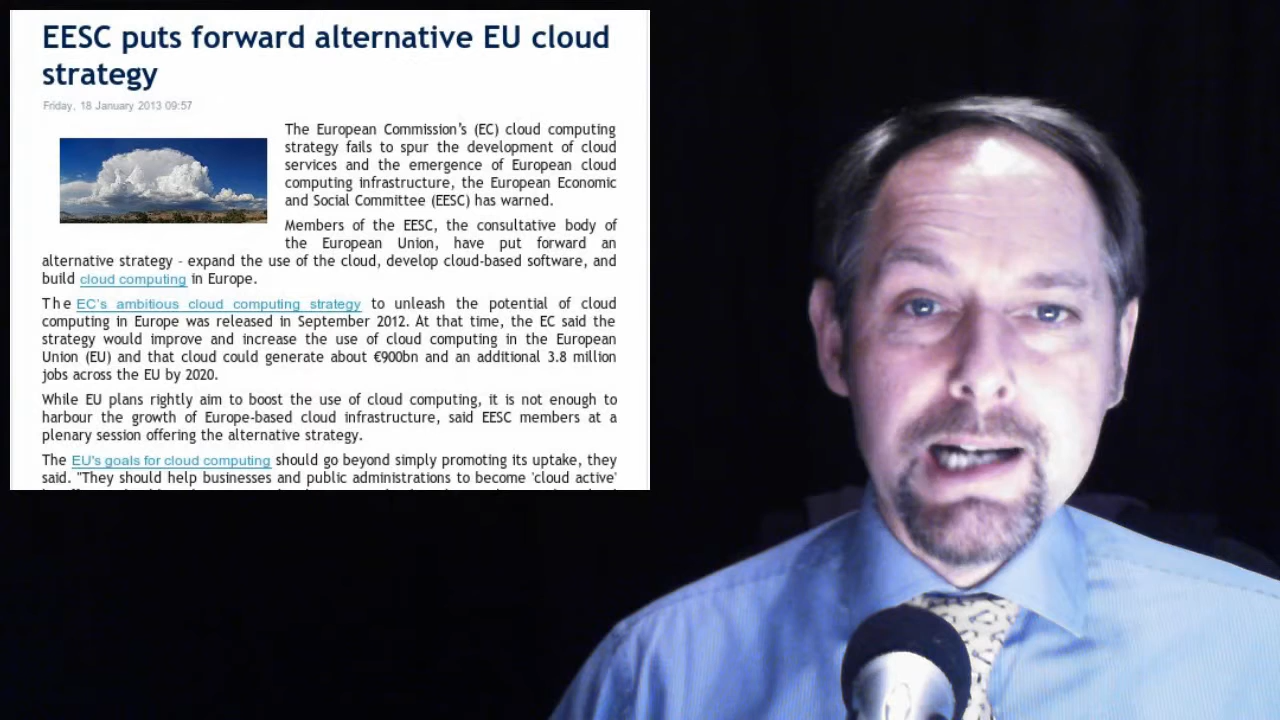 EESC puts forward alternative EU cloud
strategy
Friday, 18 January 2013 09:57
The European Commission's (EC) cloud computing
strategy fails to spur the development of cloud
services and the emergence of European cloud
computing infrastructure, the European Economic
and Social Committee (EESC) has warned.
Members of the EESC, the consultative body of
the European Union, have put forward an
alternative strategy - expand the use of the cloud, develop cloud-based software, and
build cloud computing in Europe.
The EC's ambitious cloud computing strategy to unleash the potential of cloud
computing in Europe was released in September 2012. At that time, the EC said the
strategy would improve and increase the use of cloud computing in the European
Union (EU) and that cloud could generate about €900bn and an additional 3.8 million
jobs across the EU by 2020.
While EU plans rightly aim to boost the use of cloud computing, it is not enough to
harbour the growth of Europe-based cloud infrastructure, said EESC members at a
plenary session offering the alternative strategy.
The EU's goals for cloud computing should go beyond simply promoting its uptake, they
said. "They should help businesses and public administrations to become 'cloud active'